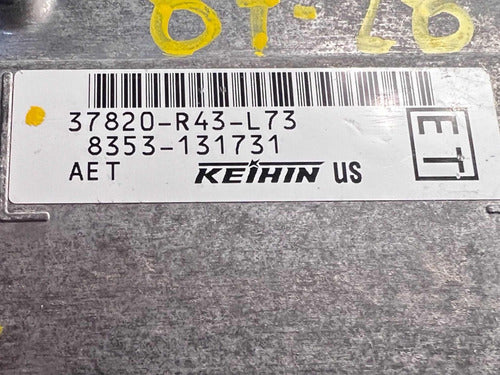 37820-R43-L73
8353-131731
AET KEIHIN US
ET